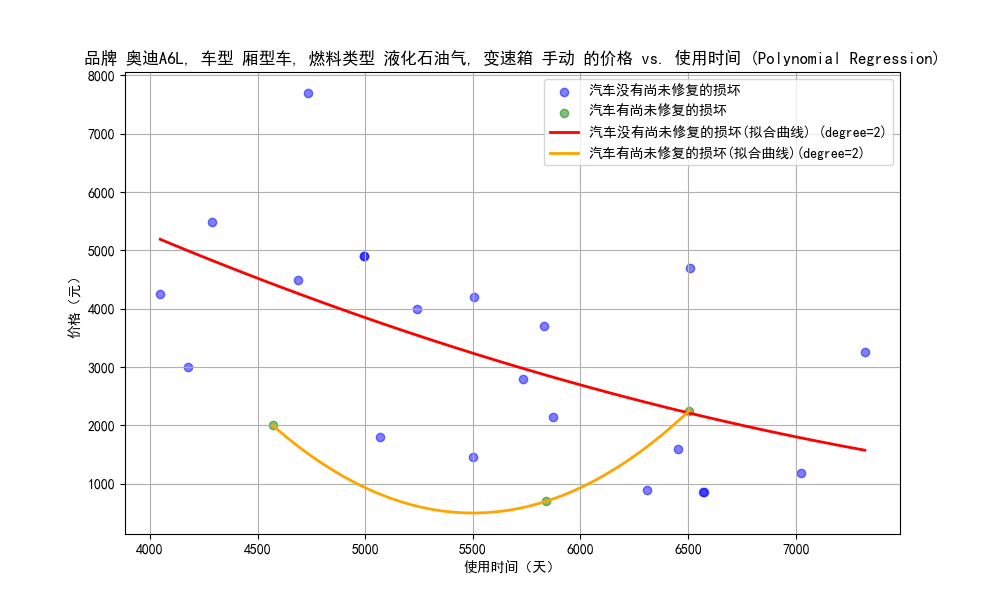 品牌 奥迪A6L, 车型 厢型车, 燃料类型 液化石油气, 变速箱 手动 的价格 vs. 使用时间 (Polynomial Regression)
汽车没有尚未修复的损坏
汽车有尚未修复的损坏
汽车没有尚未修复的损坏(拟合曲线) (degree=2)
汽车有尚未修复的损坏(拟合曲线)(degree=2)
价格（元）
8000
7000
6000
5000
4000
3000
2000
1000
4000 4500 5000 5500 6000 6500 7000
使用时间（天）